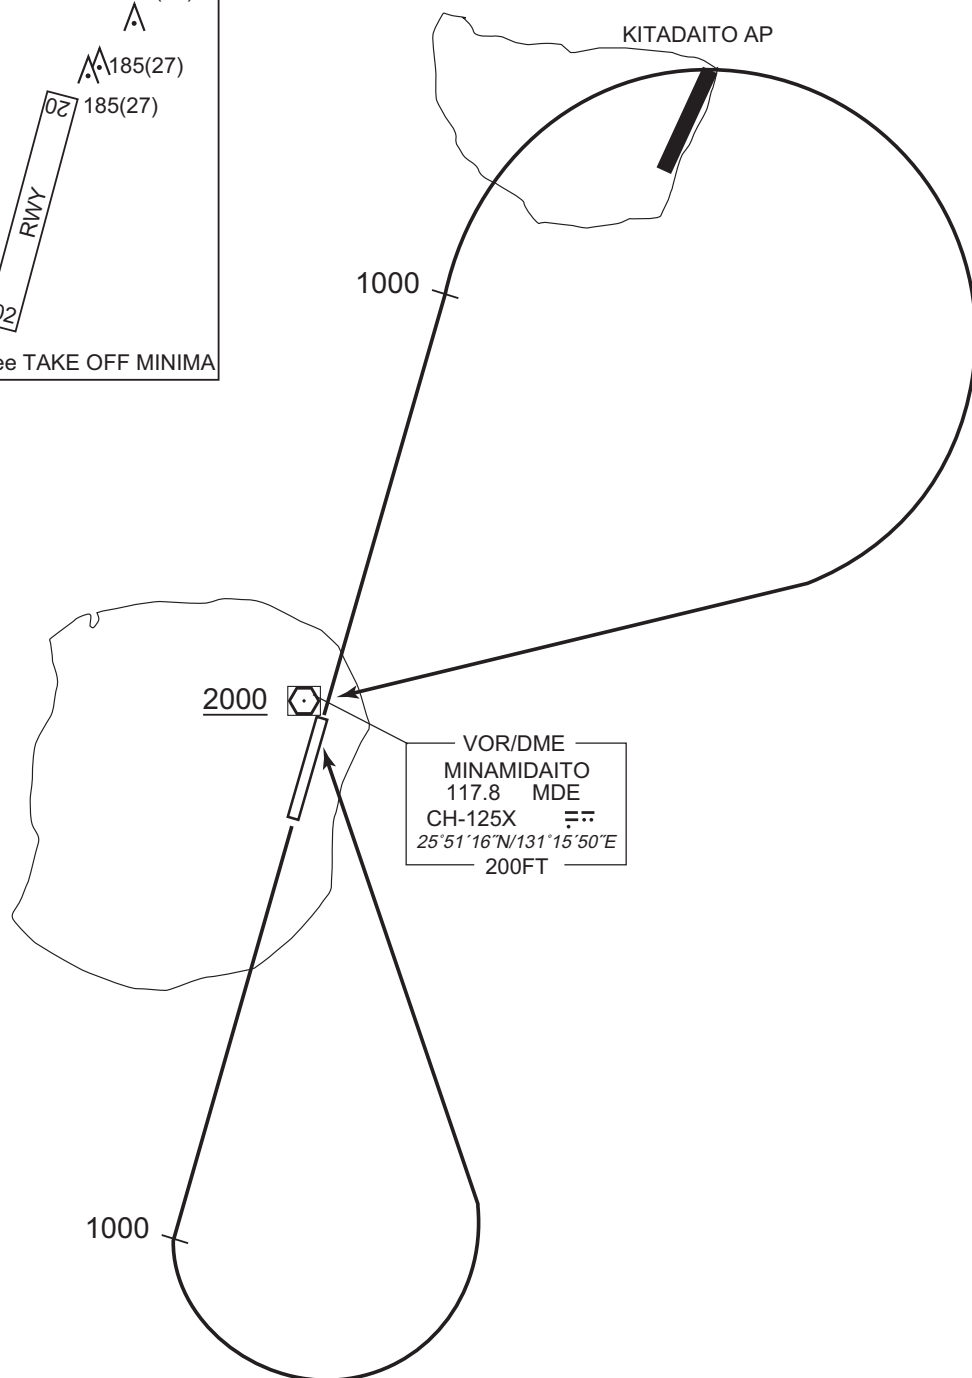 KITADAITO AP
185(27)
185(27)
20
RWY
1000
TAKE OFF MINIMA
2000
VOR/DME
MINAMIDAITO
117.8 MDE
CH-125X
25°51´16˝N/131°15´50˝E
200FT
1000